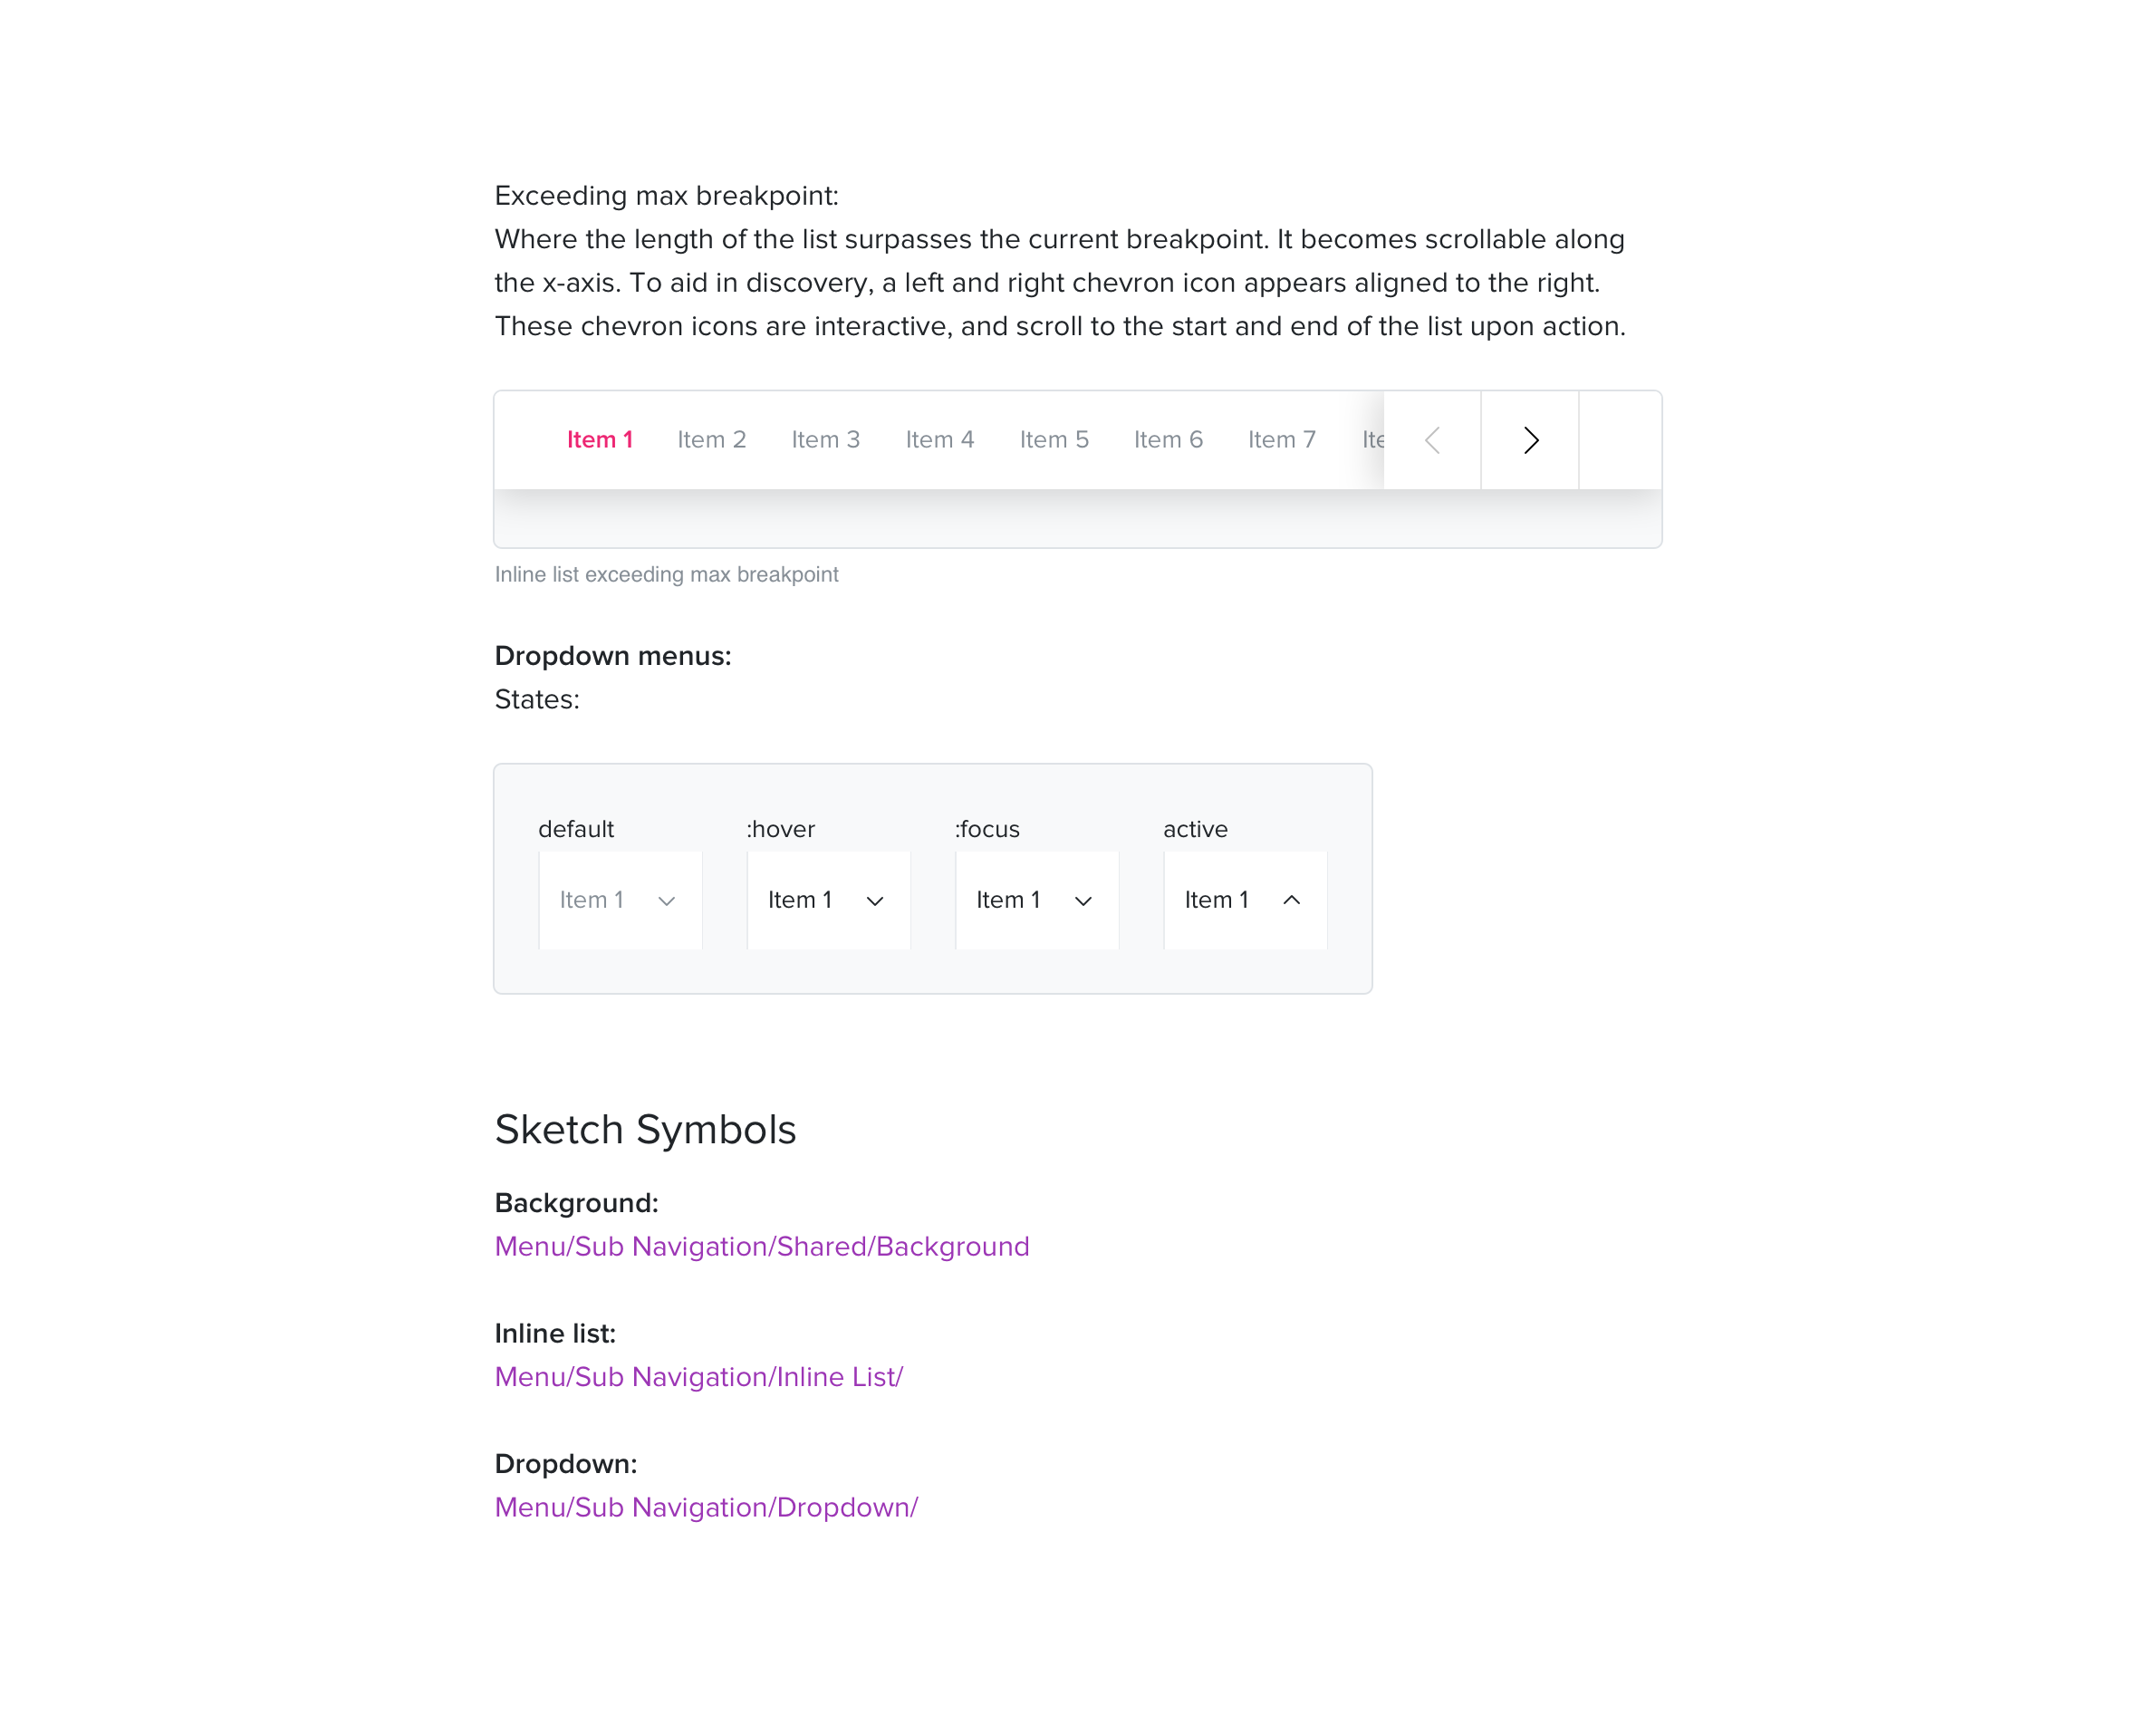 Exceeding max breakpoint:
Where the length of the list surpasses the current breakpoint. It becomes scrollable along
the x-axis. To aid in discovery, a left and right chevron icon appears aligned to the right.
These chevron icons are interactive, and scroll to the start and end of the list upon action.
Item 1 Item 2 Item 3 Item 4 Item 5 Item 6 Item 7 Ite
Inline list exceeding max breakpoint
Dropdown menus:
States:
default :hover :focus active
Item 1 Item 1 Item 1 Item 1
Sketch Symbols
Background:
Menu/Sub Navigation/Shared/Background
Inline list:
Menu/Sub Navigation/Inline List/
Dropdown:
Menu/Sub Navigation/Dropdown/